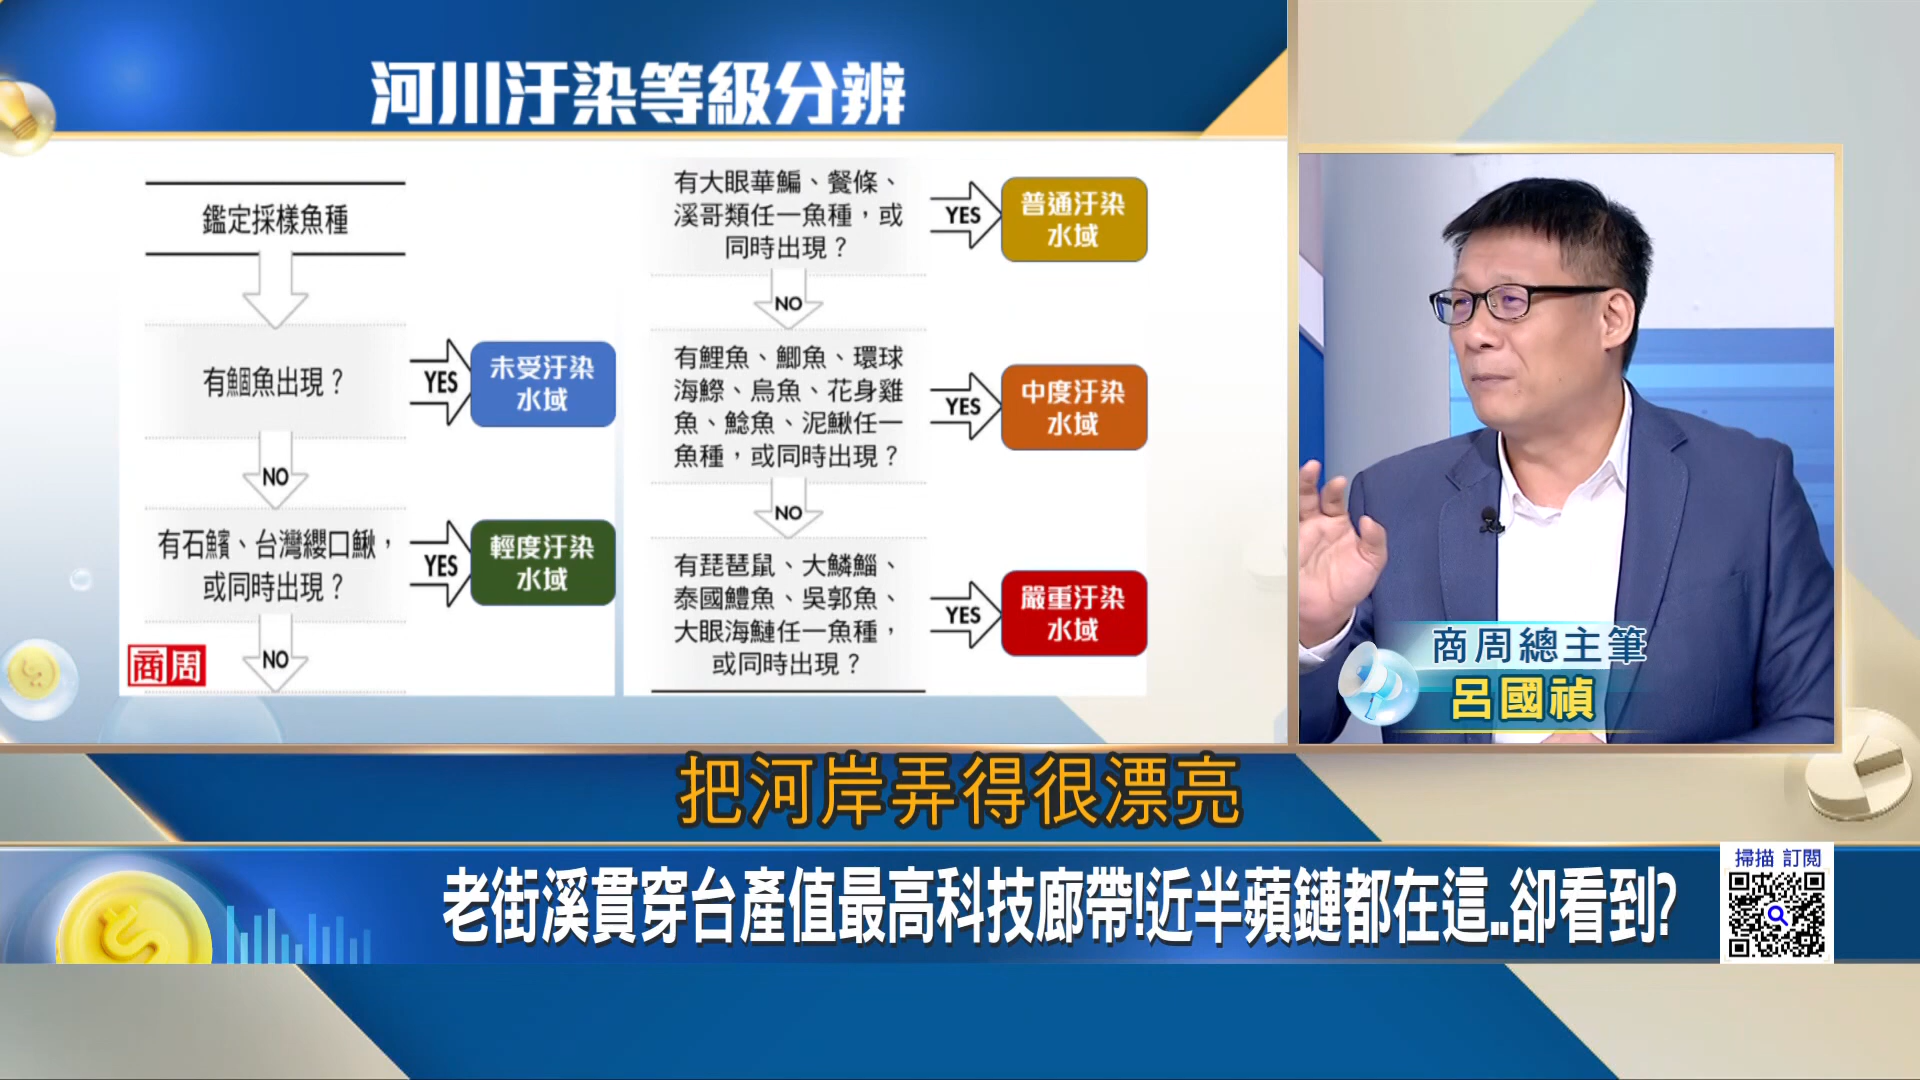 河川汙染等級分辨
鑑定採樣魚種
有鯝魚出現？
YES
未受汙染
水域
NO
有石䲗、台灣纓口鰍，
或同時出現？
YES
輕度汙染
水域
NO
商周
有大眼華鯿、餐條、
溪哥類任一魚種，或
同時出現？
YES
普通汙染
水域
NO
有鯉魚、鯽魚、環球
海鰶、烏魚、花身雞
魚、鯰魚、泥鰍任一
魚種，或同時出現？
YES
中度汙染
水域
NO
有琵琶鼠、大鱗鯔、
泰國鱧魚、吳郭魚、
大眼海鰱任一魚種，
或同時出現？
YES
嚴重汙染
水域
商周總主筆
呂國禎
把河岸弄得很漂亮
老街溪貫穿台產值最高科技廊帶!近半蘋鏈都在這..卻看到?
掃描 訂閱